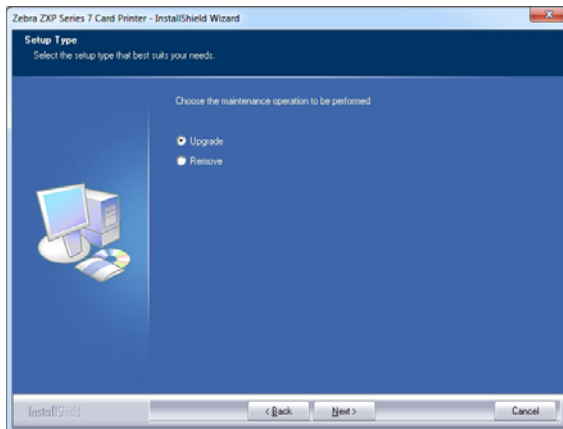 Zebra ZXP Series 7 Card Printer - InstallShield Wizard
Setup Type
Select the setup type that best suits your needs.
Choose the maintenance operation to be performed
Upgrade
Remove
InstallShield
< Back
Next >
Cancel